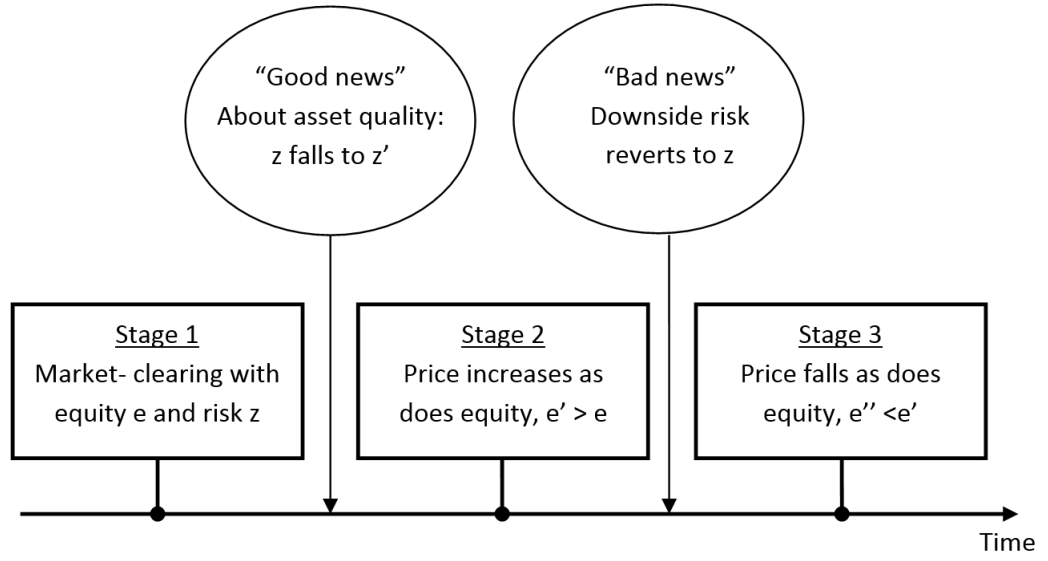 “Good news”
About asset quality:
z falls to z’
“Bad news”
Downside risk
reverts to z
Stage 1
Market- clearing with
equity e and risk z
Stage 2
Price increases as
does equity, e’ > e
Stage 3
Price falls as does
equity, e’’ <e’
Time